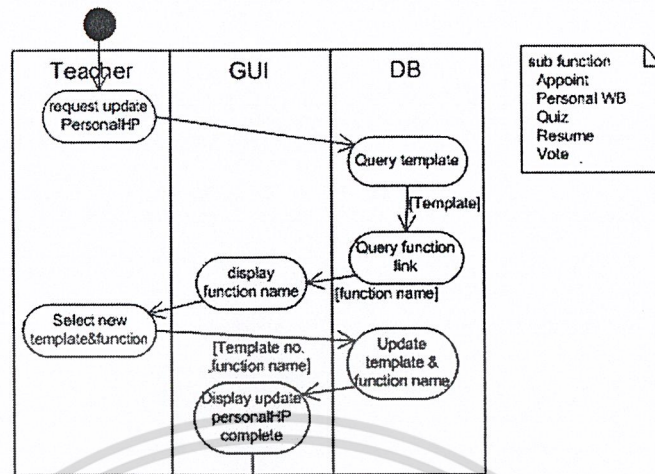 Teacher
GUI
DB
request update
PersonalHP
Query template
[Template]
Query function
link
[function name]
display
function name
Select new
template&function
[Template no.
,function name]
Update
template &
function name
Display update
personalHP
complete
sub function
Appoint
Personal WB
Quiz
Resume
Vote